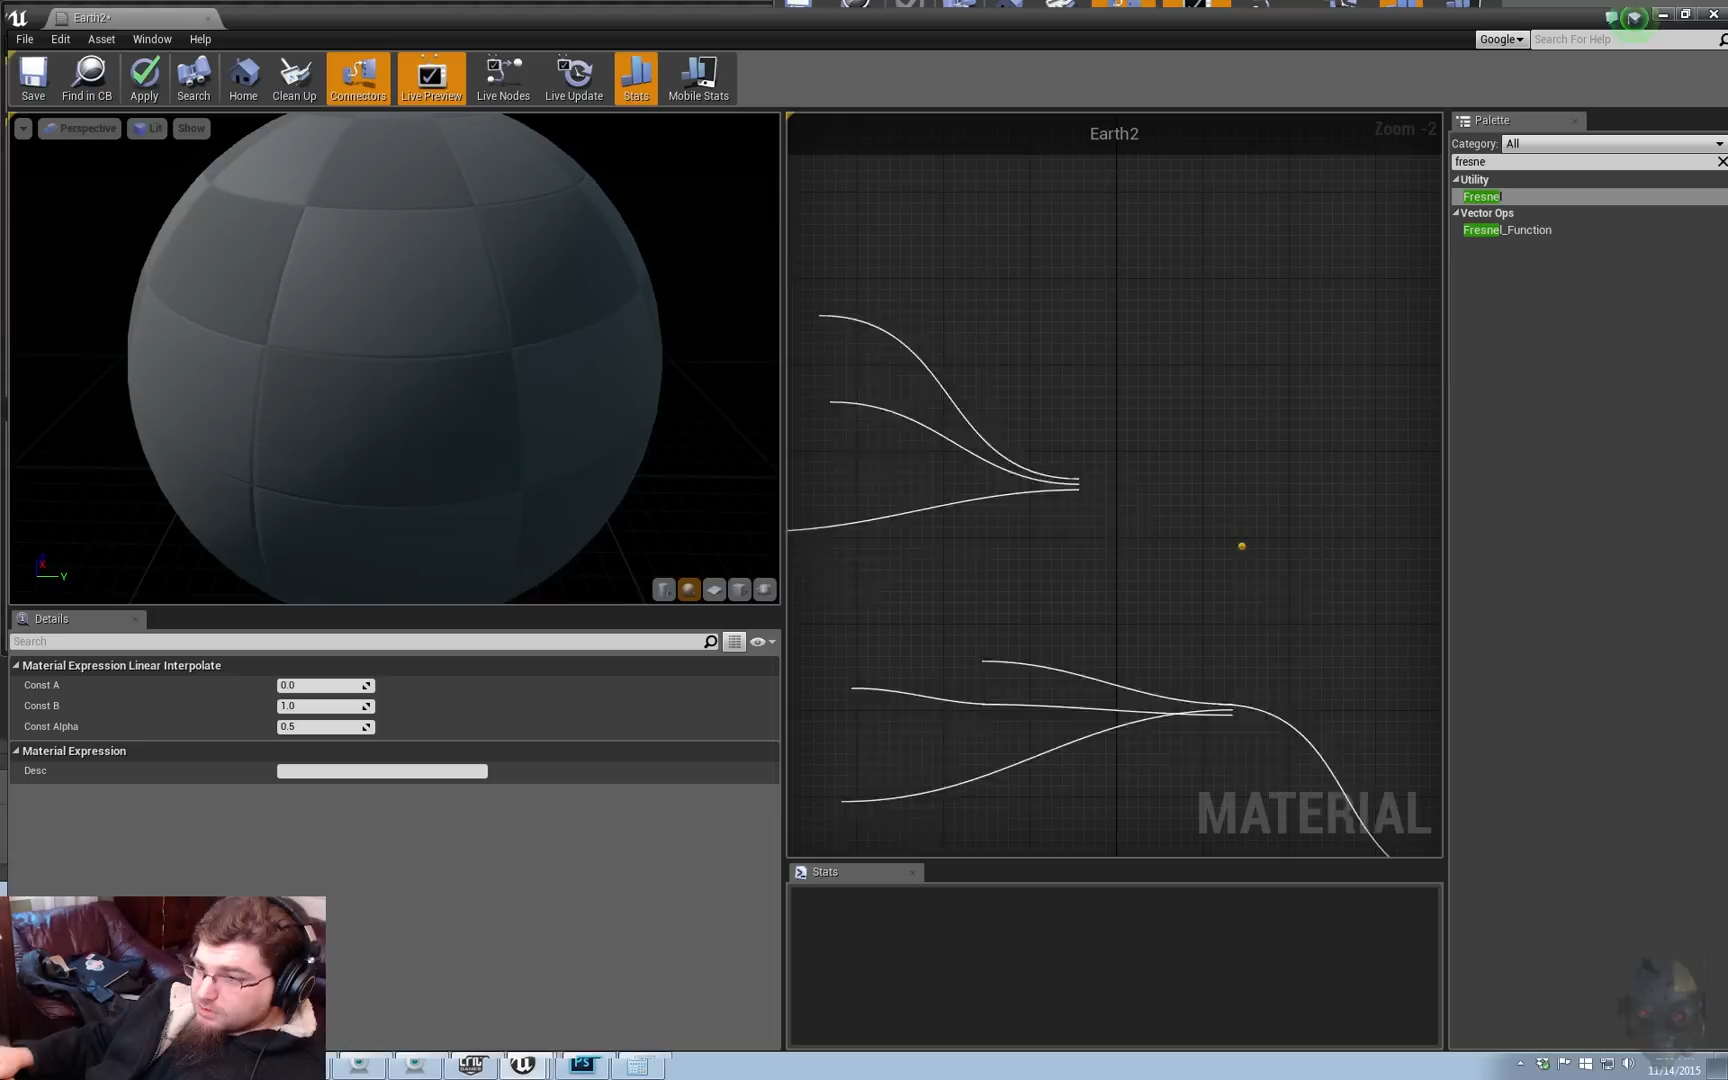 Earth2*
File Edit Asset Window Help
Google Search For Help
Save Find in CB Apply Search Home Clean Up Connectors Live Preview Live Nodes Live Update Stats Mobile Stats
Perspective Lit Show
Earth2
Zoom -2
Palette
Category: All
fresne
Utility
Fresnel
Vector Ops
Fresnel_Function
X
Y
Details
Search
Material Expression Linear Interpolate
Const A 0.0
Const B 1.0
Const Alpha 0.5
Material Expression
Desc
MATERIAL
Stats
EPIC
GAMES
Ps
11/14/2015